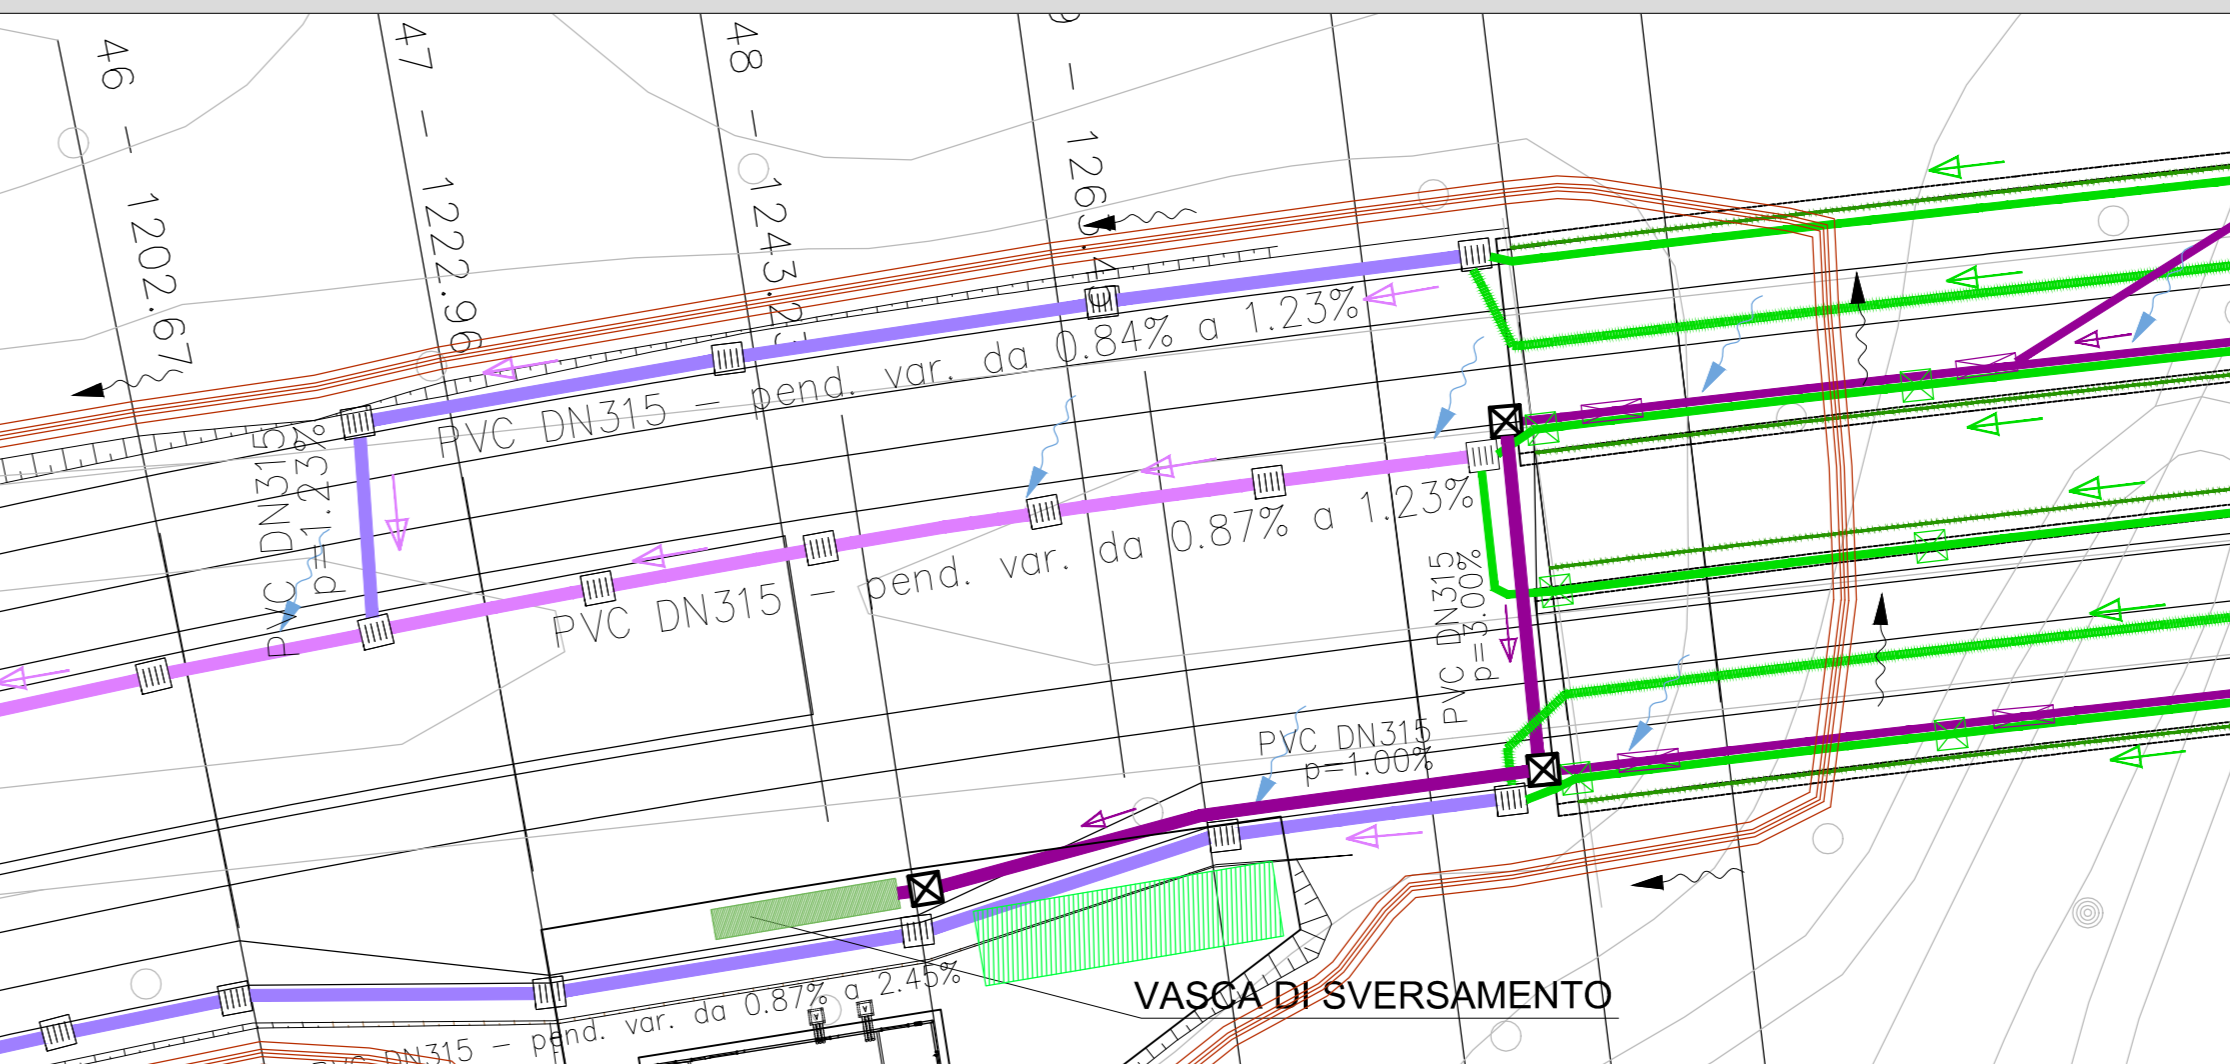 46 - 1202.67
47 - 1222.96
48 - 1243.2
- 1263.49
PVC DN315 - pend. var. da 0.84% a 1.23%
PVC DN315
p=1.23%
PVC DN315 - pend. var. da 0.87% a 1.23%
PVC DN315
p=3.00%
PVC DN315
p=1.00%
VASCA DI SVERSAMENTO
DN315 - pend. var. da 0.87% a 2.45%